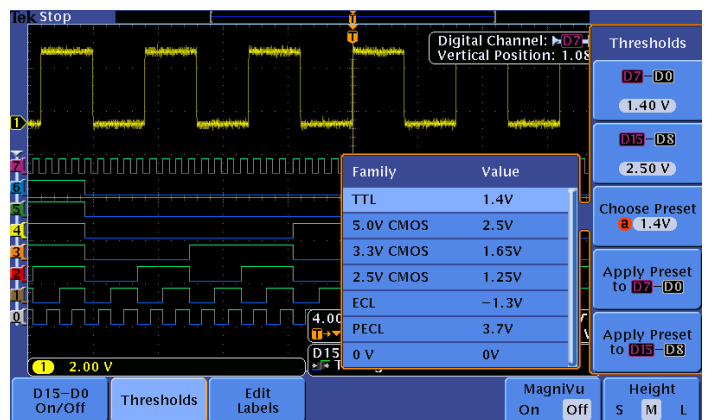 Tek Stop
Digital Channel: D7
Vertical Position: 1.08
Thresholds
D7-D0
1.40 V
D15-D8
2.50 V
Choose Preset
a 1.4V
Apply Preset
to D7-D0
Apply Preset
to D15-D8
1
7
6
5
4
3
2
1
0
Family Value
TTL 1.4V
5.0V CMOS 2.5V
3.3V CMOS 1.65V
2.5V CMOS 1.25V
ECL −1.3V
PECL 3.7V
0 V 0V
4.00
D15
1 2.00 V
D15-D0
On/Off
Thresholds
Edit
Labels
MagniVu
On Off
Height
S M L